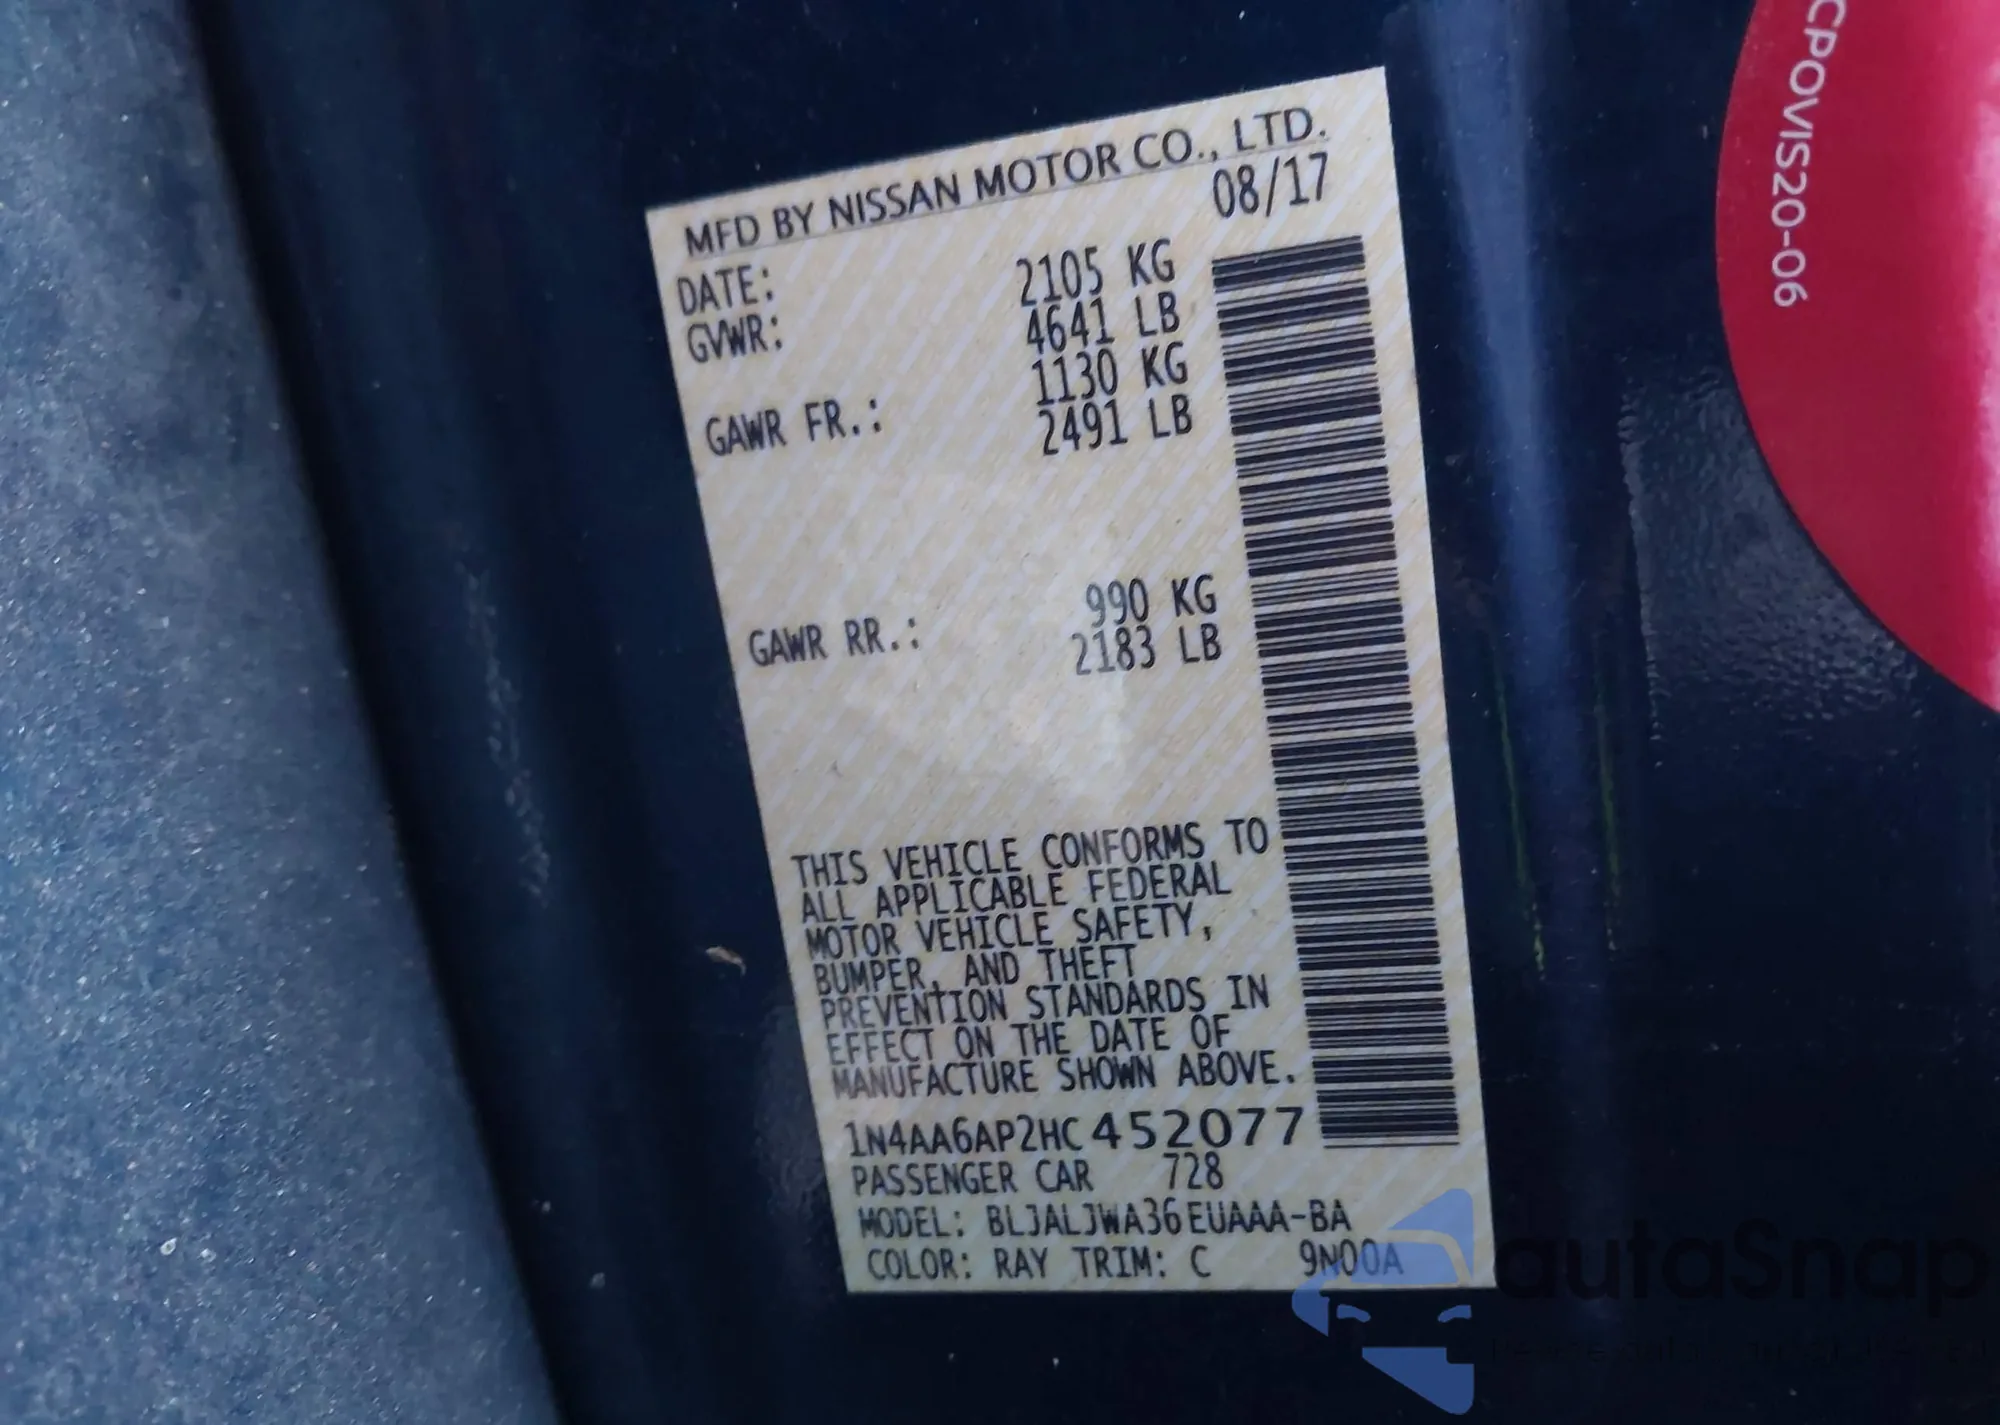 MFD BY NISSAN MOTOR CO., LTD.
DATE: 08/17
GVWR: 2105 KG
4641 LB
GAWR FR.: 1130 KG
2491 LB
GAWR RR.: 990 KG
2183 LB
THIS VEHICLE CONFORMS TO
ALL APPLICABLE FEDERAL
MOTOR VEHICLE SAFETY,
BUMPER, AND THEFT
PREVENTION STANDARDS IN
EFFECT ON THE DATE OF
MANUFACTURE SHOWN ABOVE.
1N4AA6AP2HC452077
PASSENGER CAR 728
MODEL: BLJALJWA36EUAAA-BA
COLOR: RAY TRIM: C 9N00A
CPOVIS20-06
autaSnap